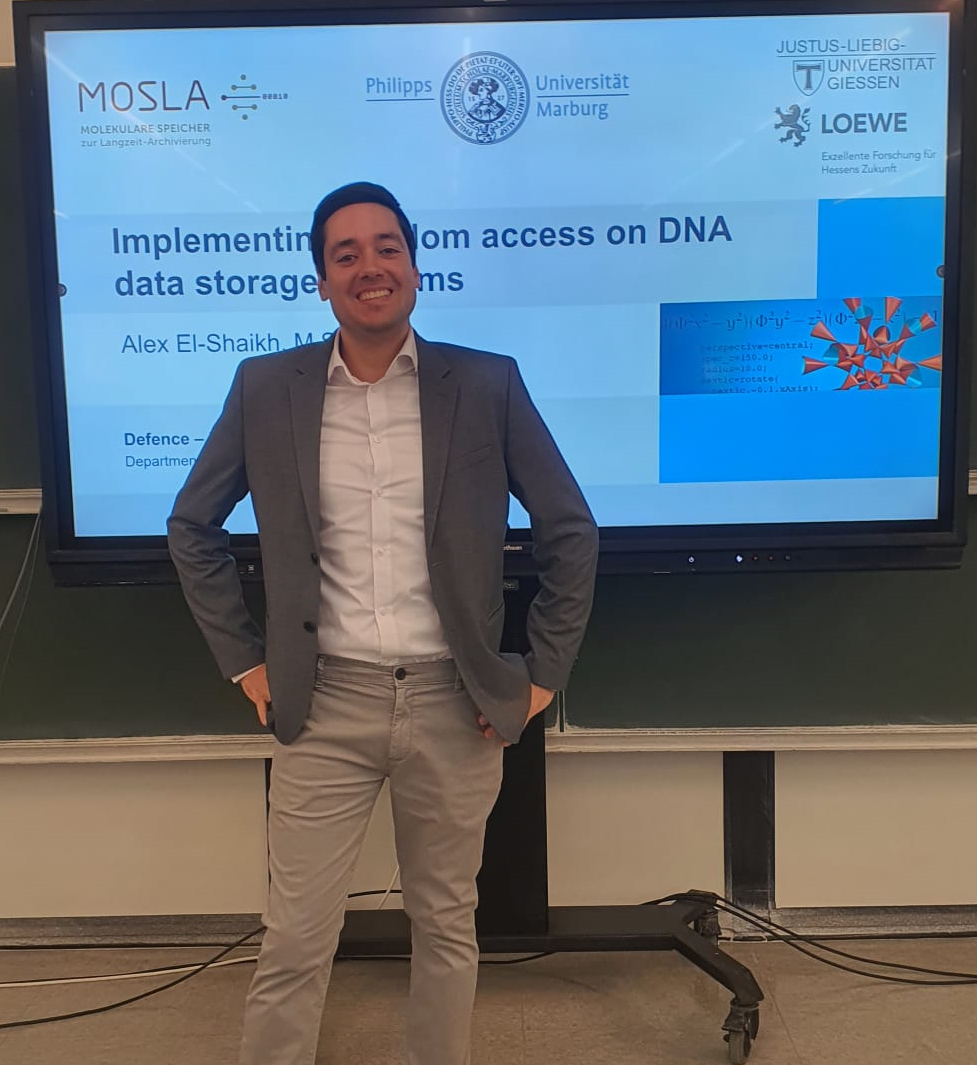 MOSLA
MOLEKULARE SPEICHER
zur Langzeit-Archivierung
Philipps
Universität
Marburg
JUSTUS-LIEBIG-
UNIVERSITAT
GIESSEN
LOEWE
Exzellente Forschung für
Hessens Zukunft
Implementin dom access on DNA
data storage ms
Alex El-Shaikh, M.S
Defence –
Departmen